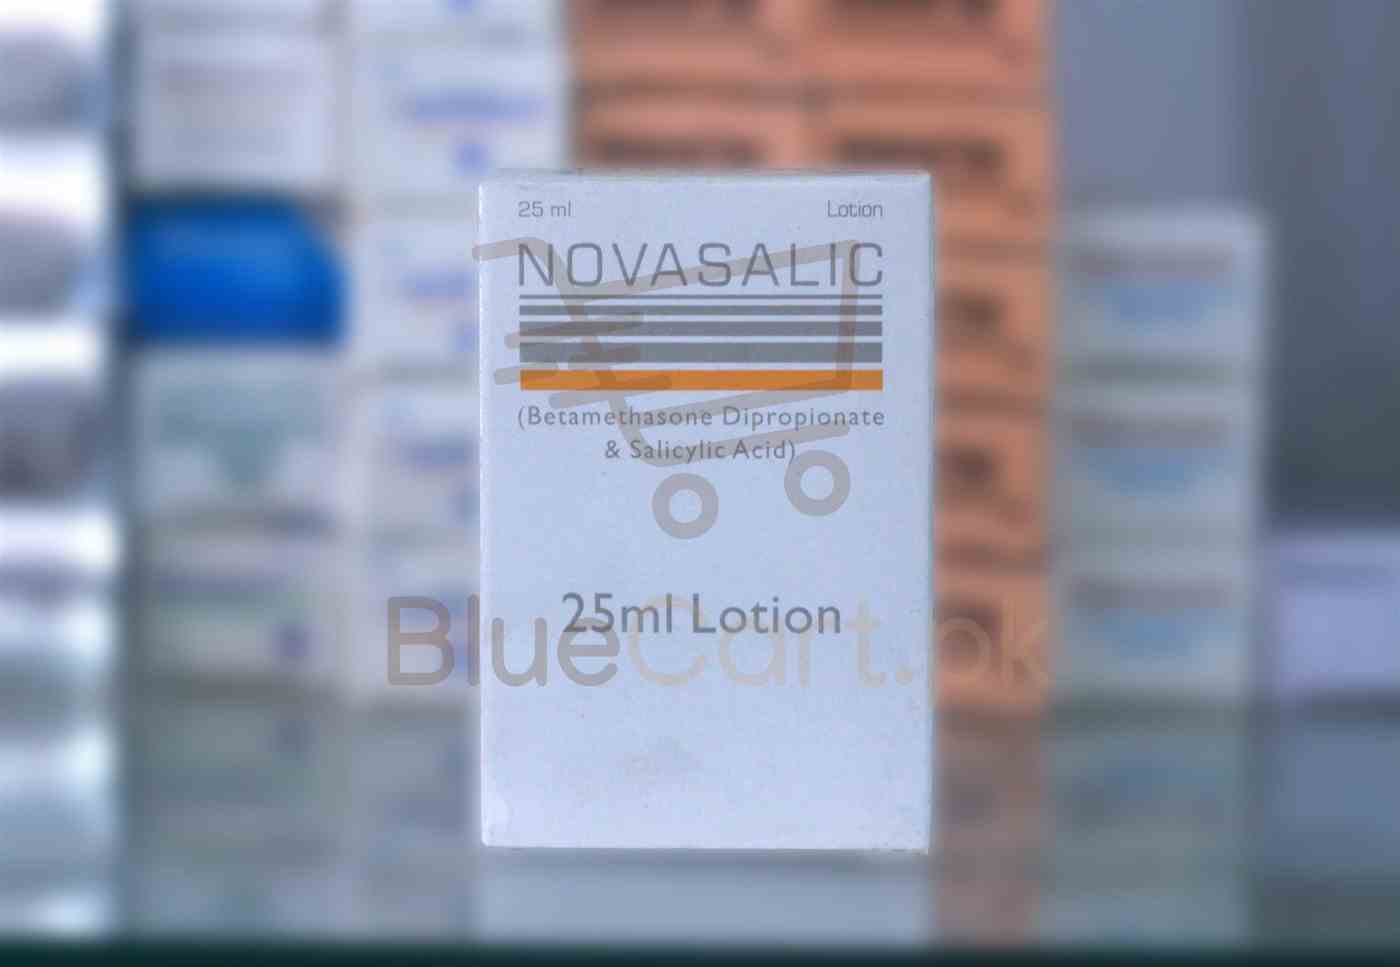 25 ml Lotion
NOVASALIC
(Betamethasone Dipropionate
& Salicylic Acid)
25ml Lotion
BlueCart.pk